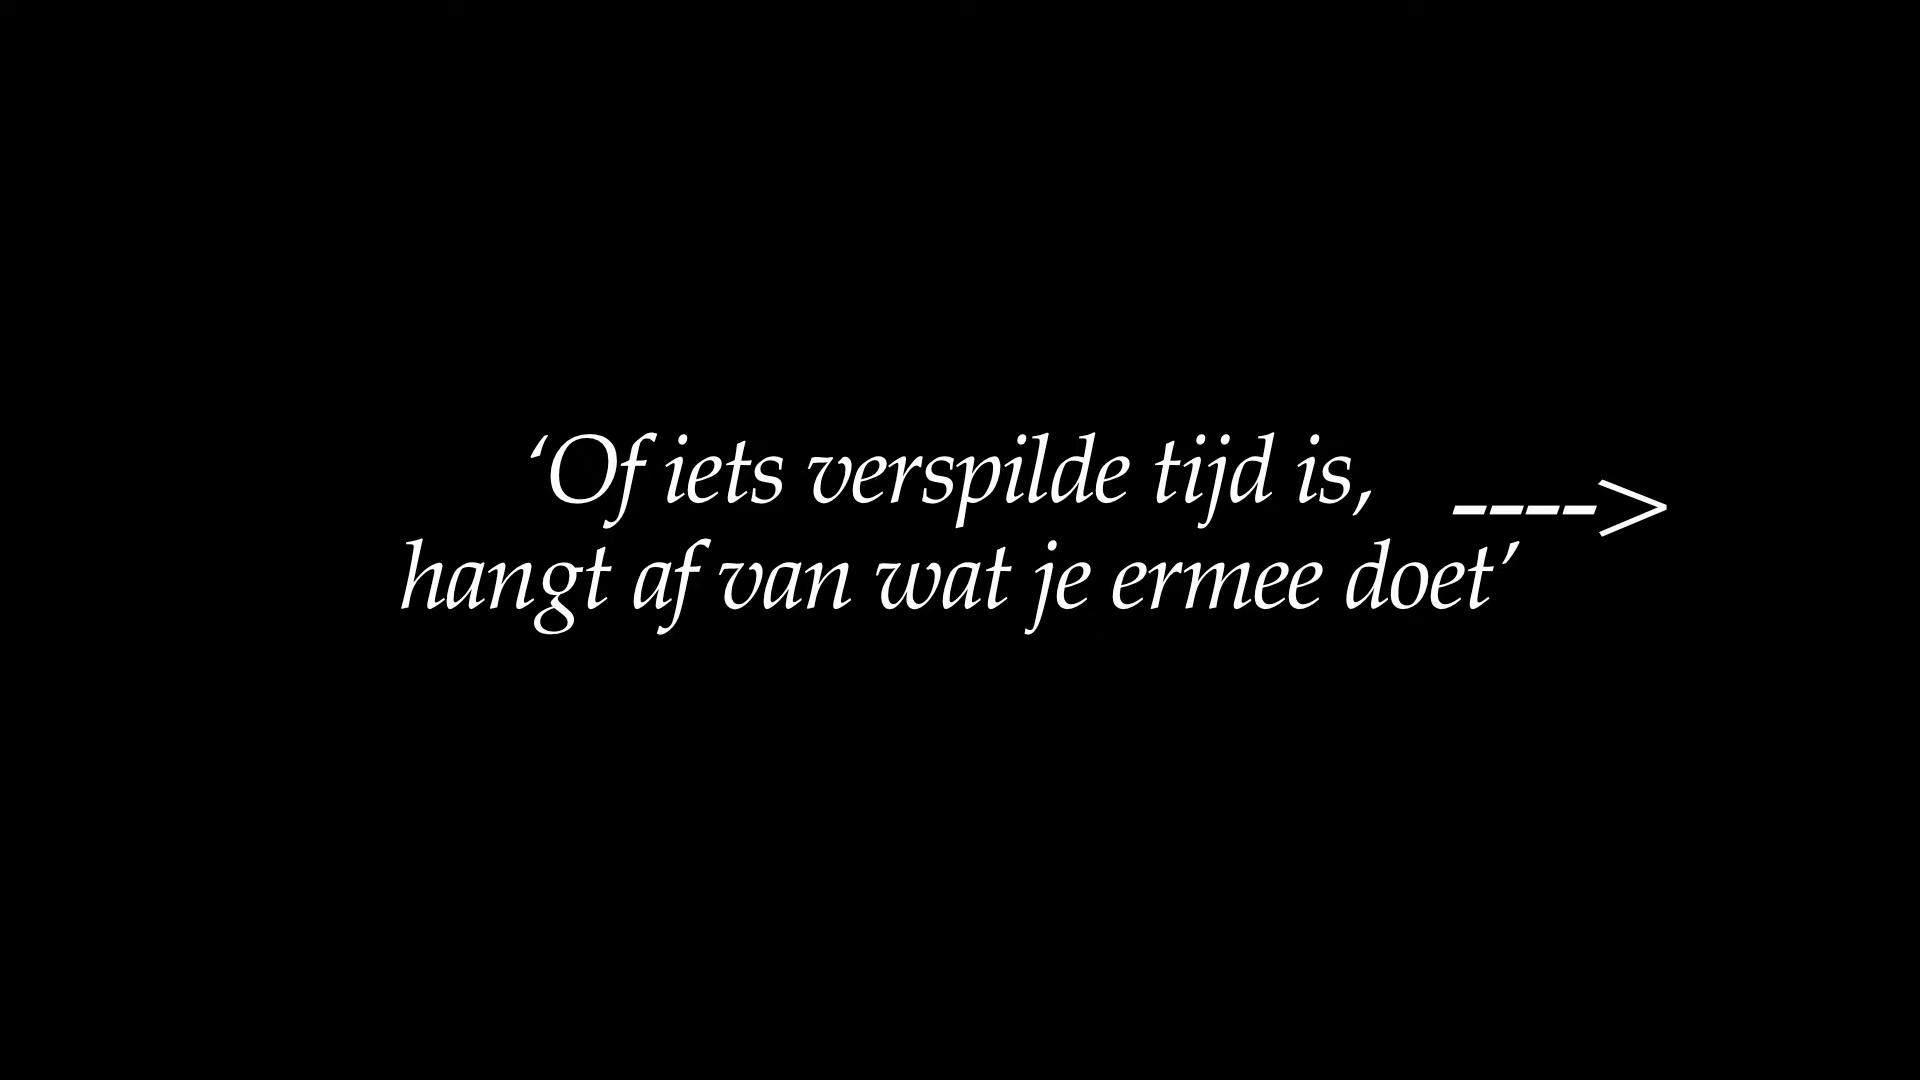 ‘Of iets verspilde tijd is,
---->
hangt af van wat je ermee doet’